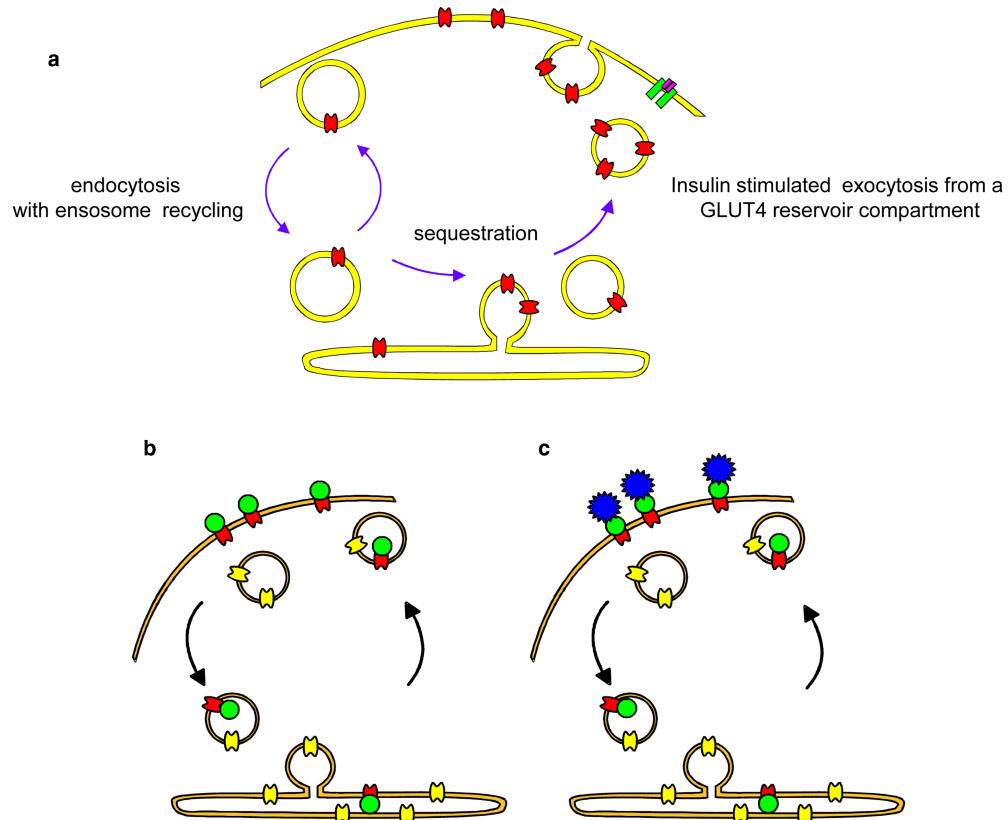 a
endocytosis
with ensosome recycling
sequestration
Insulin stimulated exocytosis from a
GLUT4 reservoir compartment
b
c